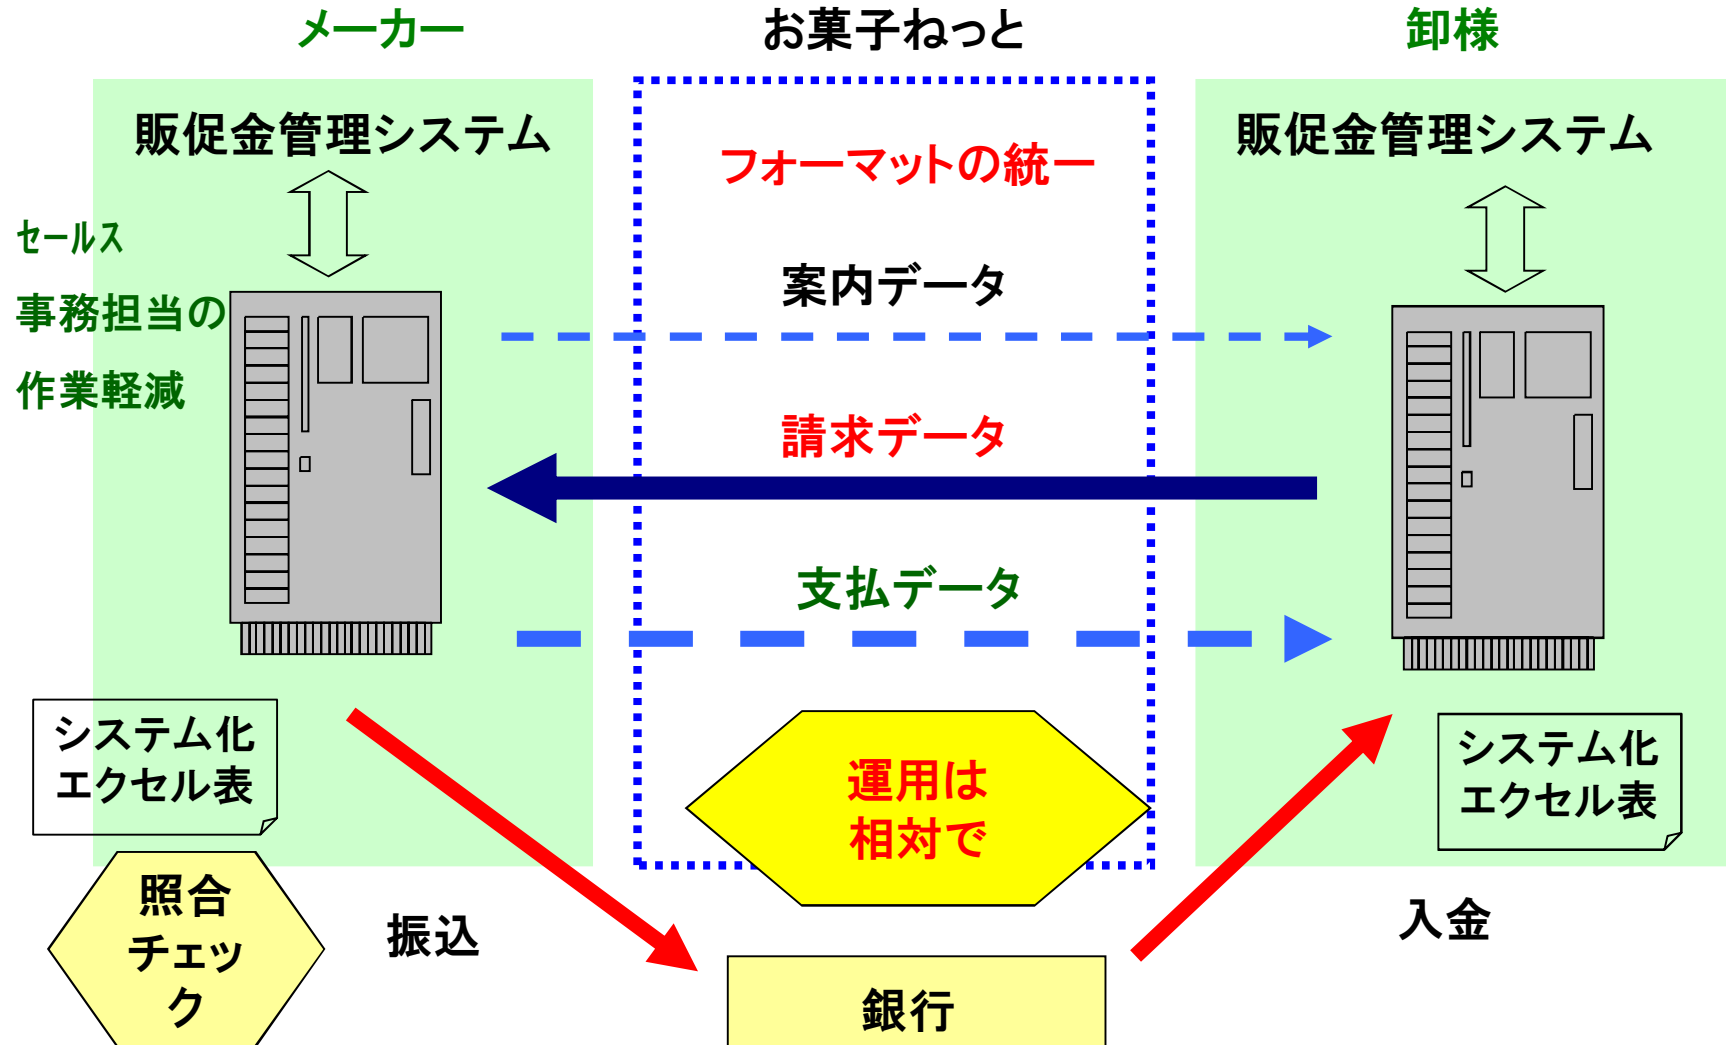 メーカー
お菓子ねっと
卸様
販促金管理システム
フォーマットの統一
販促金管理システム
セールス
事務担当の
作業軽減
案内データ
請求データ
支払データ
システム化
エクセル表
運用は
相対で
システム化
エクセル表
照合
チェッ
ク
振込
入金
銀行